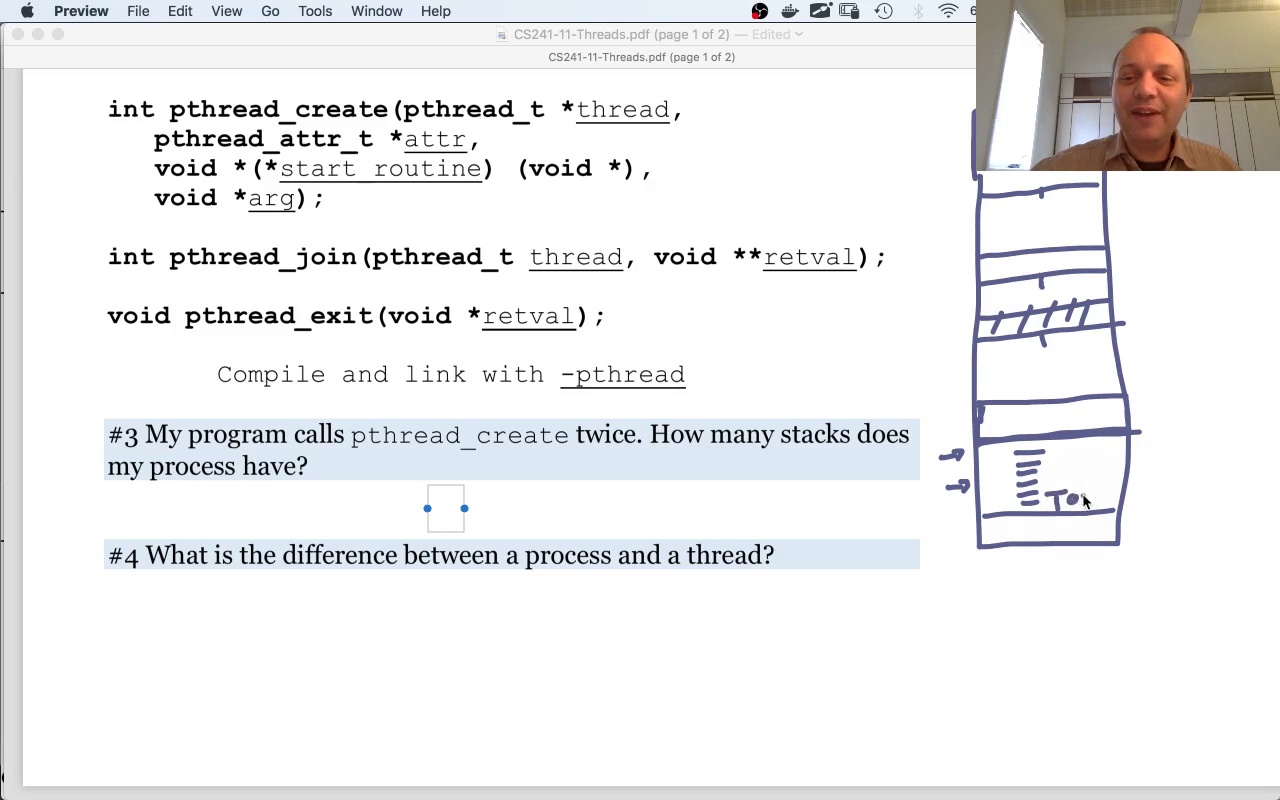 Preview File Edit View Go Tools Window Help 6
CS241-11-Threads.pdf (page 1 of 2) — Edited
CS241-11-Threads.pdf (page 1 of 2)
int pthread_create(pthread_t *thread,
pthread_attr_t *attr,
void *(*start_routine) (void *),
void *arg);
int pthread_join(pthread_t thread, void **retval);
void pthread_exit(void *retval);
Compile and link with -pthread
#3 My program calls pthread_create twice. How many stacks does
my process have?
#4 What is the difference between a process and a thread?